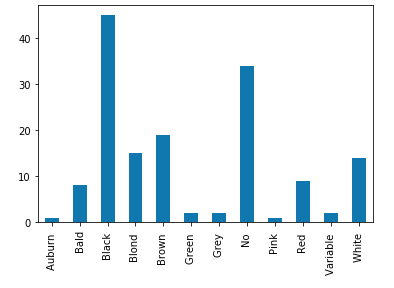 40
30
20
10
0
Auburn
Bald
Black
Blond
Brown
Green
Grey
No
Pink
Red
Variable
White